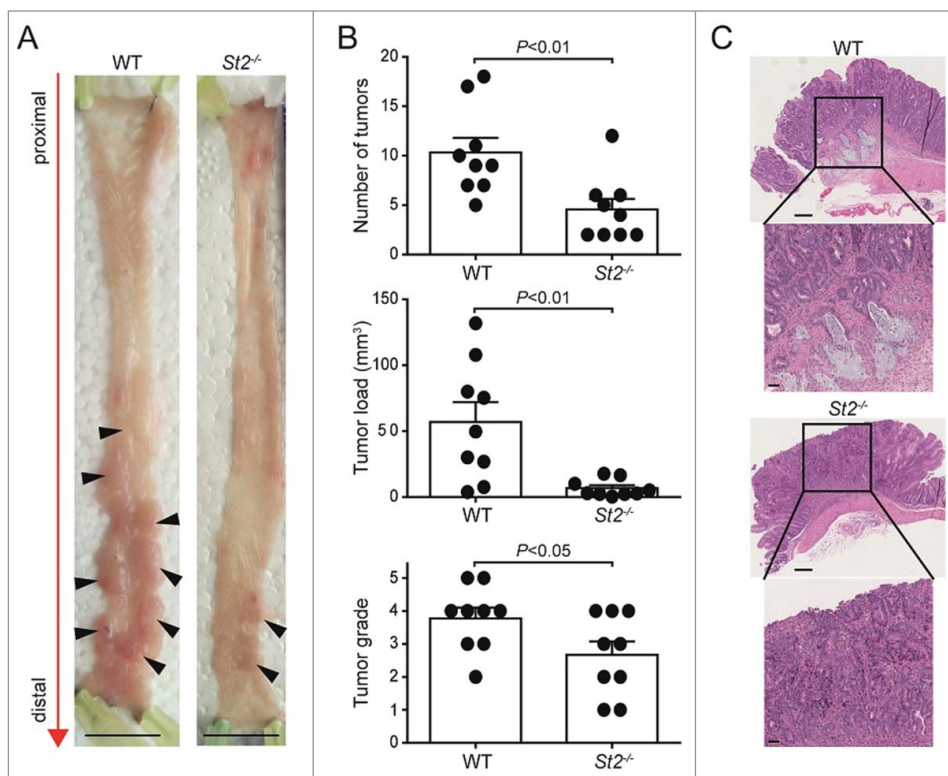 A
WT
St2-/-
proximal
distal
B
P<0.01
Number of tumors
20
15
10
5
0
WT
St2-/-
P<0.01
Tumor load (mm3)
150
100
50
0
WT
St2-/-
P<0.05
Tumor grade
5
4
3
2
1
0
WT
St2-/-
C
WT
St2-/-